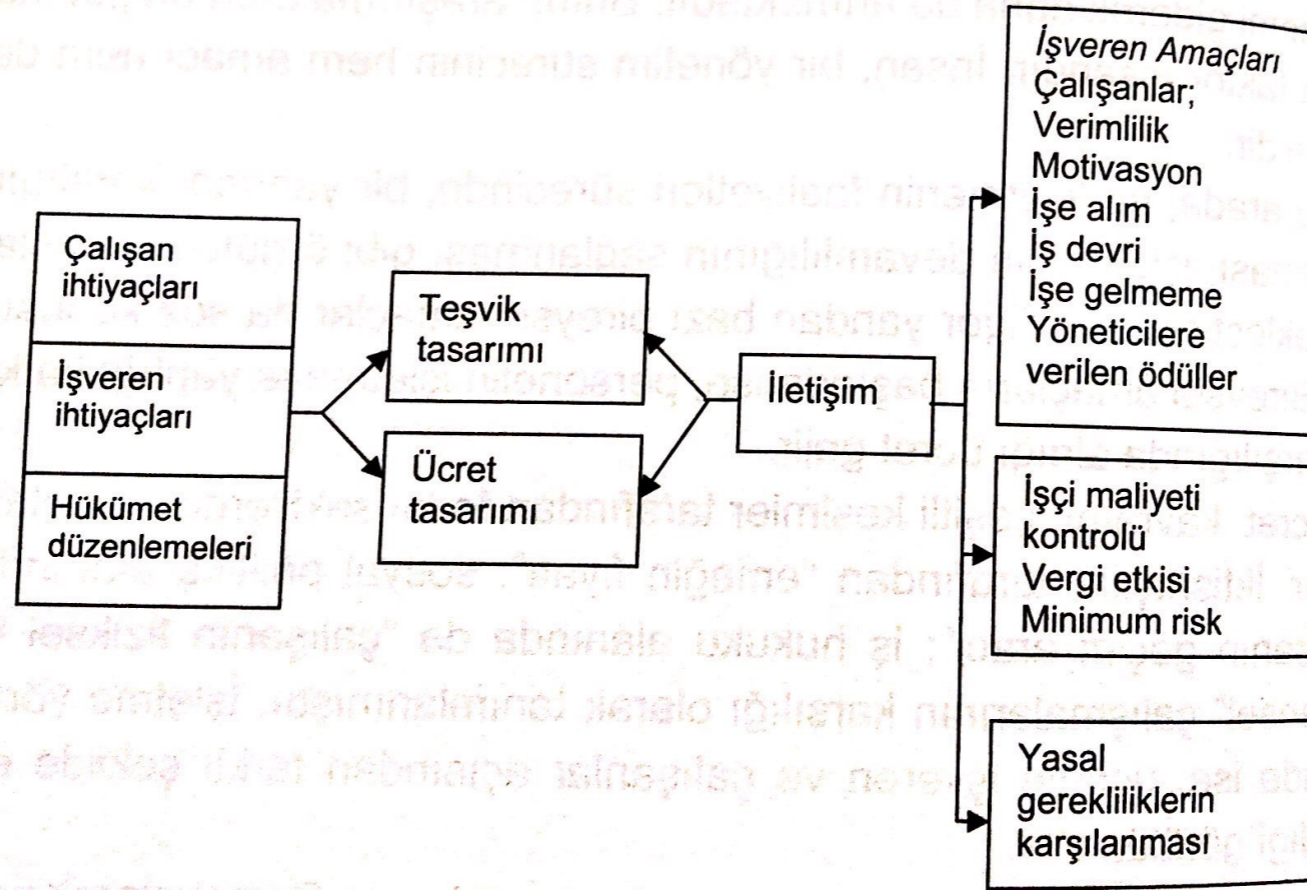 Çalışan
ihtiyaçları
İşveren
ihtiyaçları
Hükümet
düzenlemeleri
Teşvik
tasarımı
Ücret
tasarımı
İletişim
İşveren Amaçları
Çalışanlar;
Verimlilik
Motivasyon
İşe alım
İş devri
İşe gelmeme
Yöneticilere
verilen ödüller
İşçi maliyeti
kontrolü
Vergi etkisi
Minimum risk
Yasal
gerekliliklerin
karşılanması